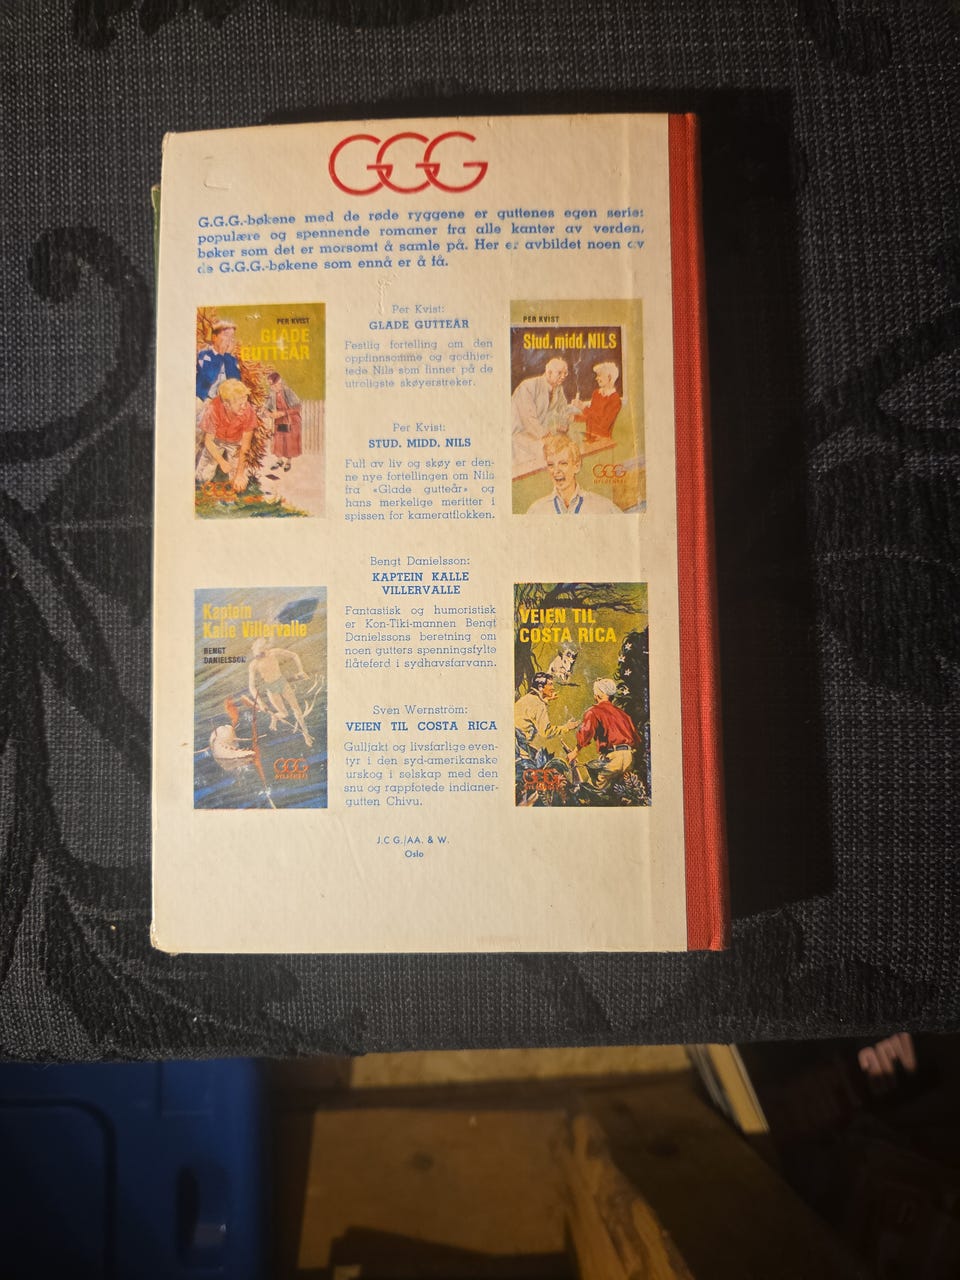 GGG
G.G.G.-bøkene med de røde ryggene er guttenes egen serie:
populære og spennende romaner fra alle kanter av verden,
bøker som det er morsomt å samle på. Her er avbildet noen av
de G.G.G.-bøkene som ennå er å få.
PER KVIST
GLADE
GUTTEÅR
Per Kvist:
GLADE GUTTEÅR
Festlig fortelling om den
oppfinnsomme og godhjer-
tede Nils som finner på de
utroligste skøyerstreker.
PER KVIST
Stud. midd. NILS
GGG
GYLDENDAL
Per Kvist:
STUD. MIDD. NILS
Full av liv og skøy er den-
ne nye fortellingen om Nils
fra «Glade gutteår» og
hans merkelige meritter i
spissen for kameratflokken.
Kaptein
Kalle Villervalle
BENGT
DANIELSSON
GGG
GYLDENDAL
Bengt Danielsson:
KAPTEIN KALLE
VILLERVALLE
Fantastisk og humoristisk
er Kon-Tiki-mannen Bengt
Danielssons beretning om
noen gutters spenningsfylte
flåteferd i sydhavsfarvann.
VEIEN TIL
COSTA RICA
GGG
Sven Wernström:
VEIEN TIL COSTA RICA
Gulljakt og livsfarlige even-
tyr i den syd-amerikanske
urskog i selskap med den
snu og rappfotede indianer-
gutten Chivu.
J.C G./AA. & W.
Oslo